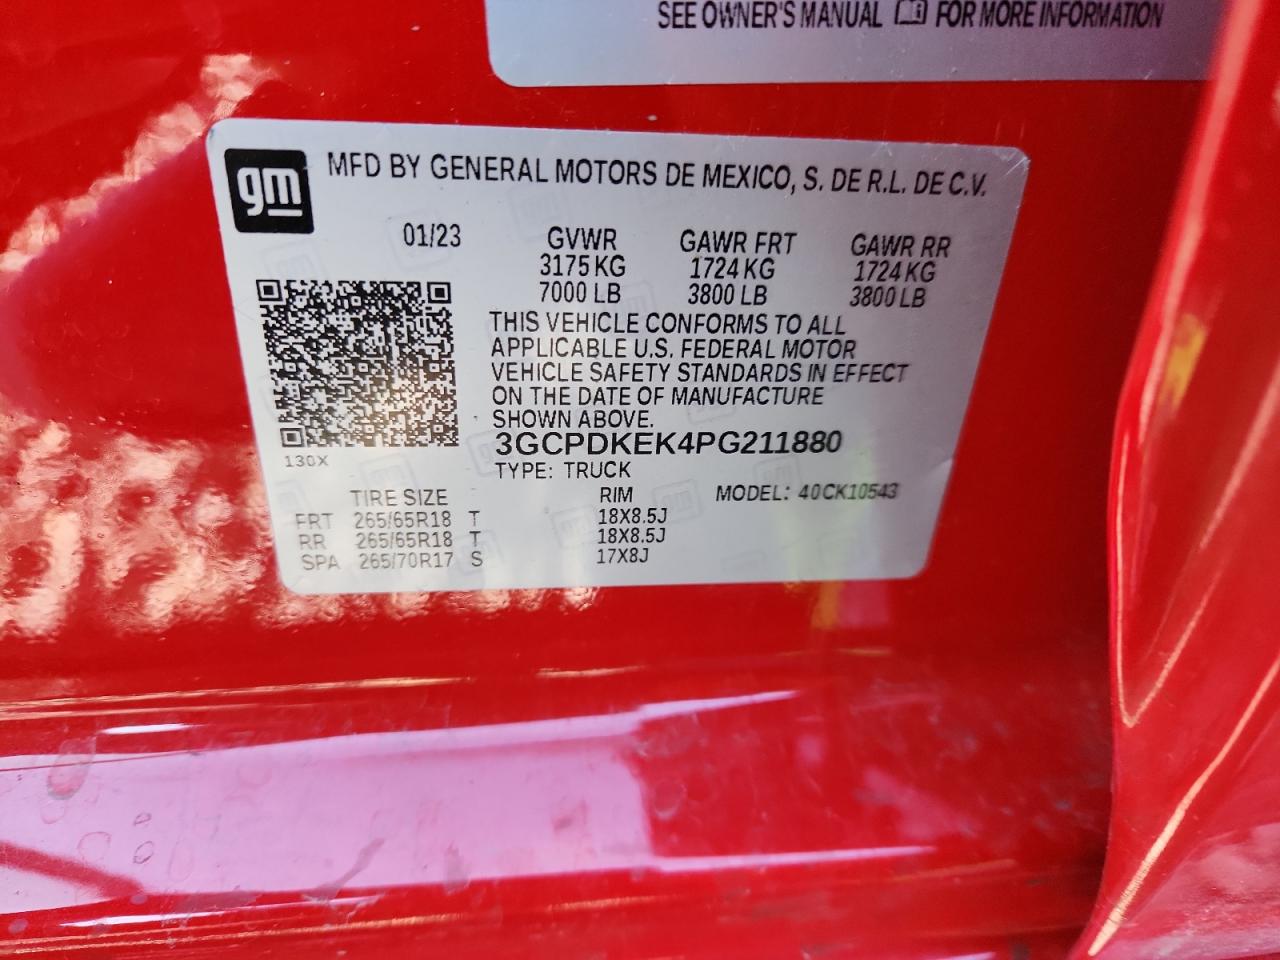 SEE OWNER'S MANUAL FOR MORE INFORMATION
gm
MFD BY GENERAL MOTORS DE MEXICO, S. DE R.L. DE C.V.
01/23 GVWR GAWR FRT GAWR RR
3175 KG 1724 KG 1724 KG
7000 LB 3800 LB 3800 LB
THIS VEHICLE CONFORMS TO ALL
APPLICABLE U.S. FEDERAL MOTOR
VEHICLE SAFETY STANDARDS IN EFFECT
ON THE DATE OF MANUFACTURE
SHOWN ABOVE.
3GCPDKEK4PG211880
130X
TYPE: TRUCK
TIRE SIZE RIM MODEL: 40CK10543
FRT 265/65R18 T 18X8.5J
RR 265/65R18 T 18X8.5J
SPA 265/70R17 S 17X8J